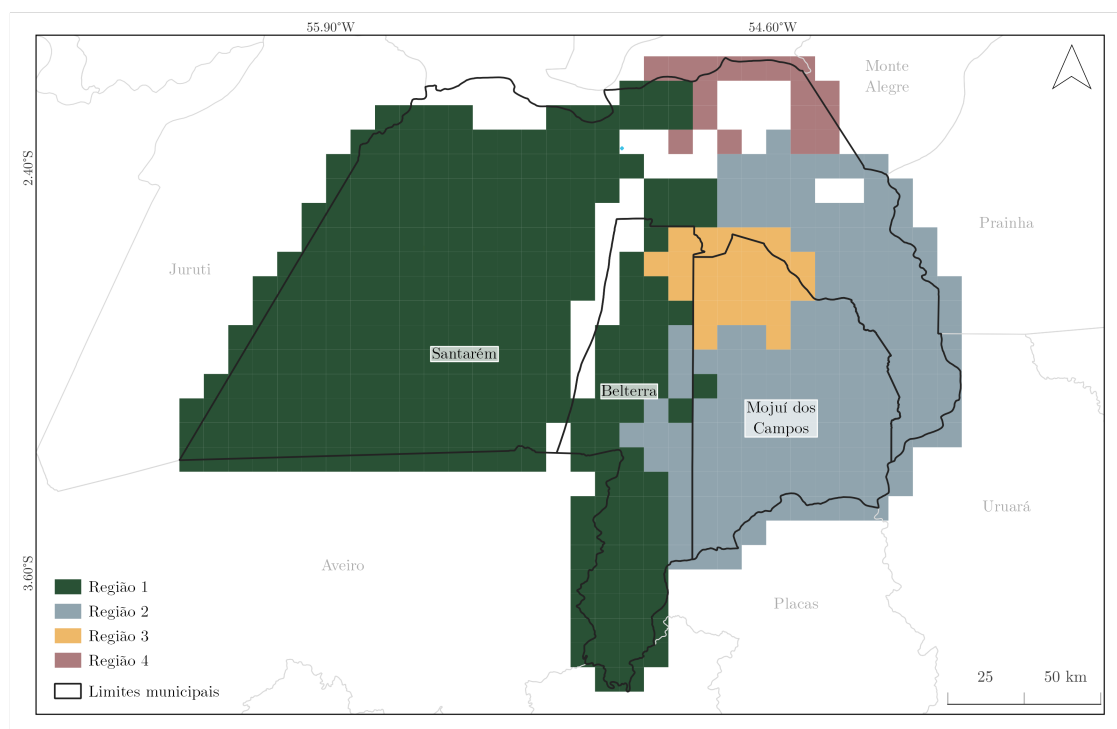 55.90°W
54.60°W
Monte
Alegre
2.40°S
Prainha
Juruti
Santarém
Belterra
Mojuí dos
Campos
Uruará
3.60°S
Aveiro
Placas
Região 1
Região 2
Região 3
Região 4
Limites municipais
25
50 km